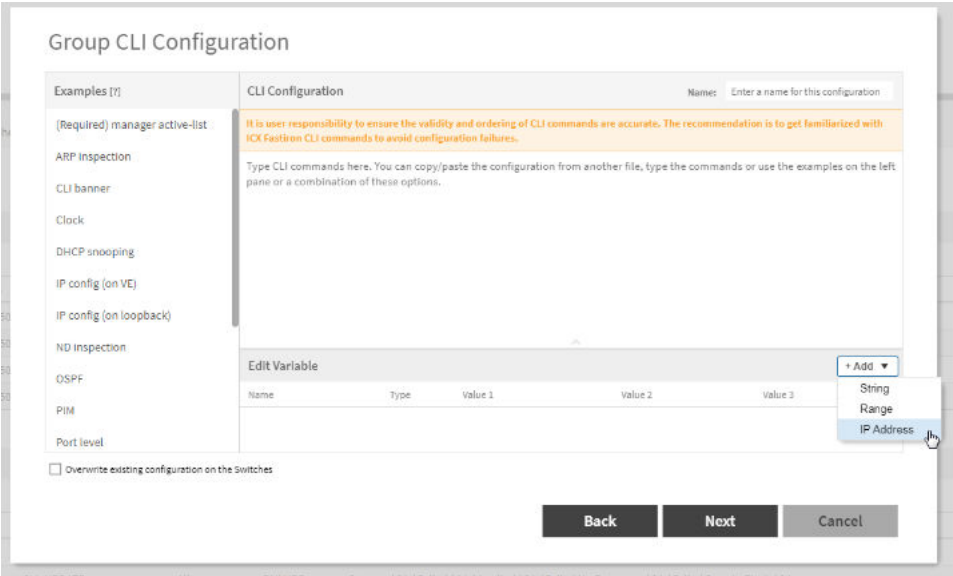 Group CLI Configuration
Examples [?]
CLI Configuration
Name: Enter a name for this configuration
(Required) manager active-list
ARP Inspection
CLI banner
Clock
DHCP snooping
IP config (on VE)
IP config (on loopback)
ND inspection
OSPF
PIM
Port level
It is user responsibility to ensure the validity and ordering of CLI commands are accurate. The recommendation is to get familiarized with
ICX Fastiron CLI commands to avoid configuration failures.
Type CLI commands here. You can copy/paste the configuration from another file, type the commands or use the examples on the left
pane or a combination of these options.
Edit Variable
+ Add ▼
Name Type Value 1 Value 2 Value 3
String
Range
IP Address
Overwrite existing configuration on the Switches
Back Next Cancel